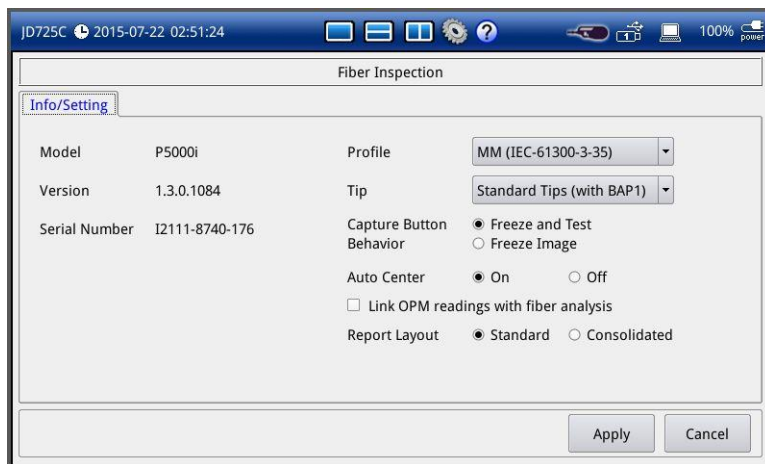 JD725C 2015-07-22 02:51:24 ? 1 100% power
Fiber Inspection
Info/Setting
Model P5000i Profile MM (IEC-61300-3-35)
Version 1.3.0.1084 Tip Standard Tips (with BAP1)
Serial Number I2111-8740-176 Capture Button Behavior Freeze and Test
Freeze Image
Auto Center On Off
Link OPM readings with fiber analysis
Report Layout Standard Consolidated
Apply Cancel